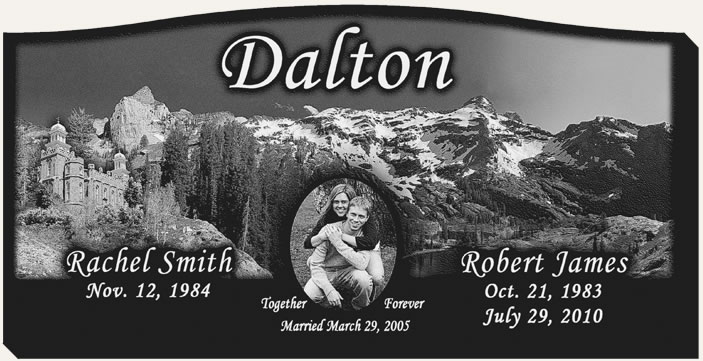 Dalton
Rachel Smith
Nov. 12, 1984
Together Forever
Married March 29, 2005
Robert James
Oct. 21, 1983
July 29, 2010